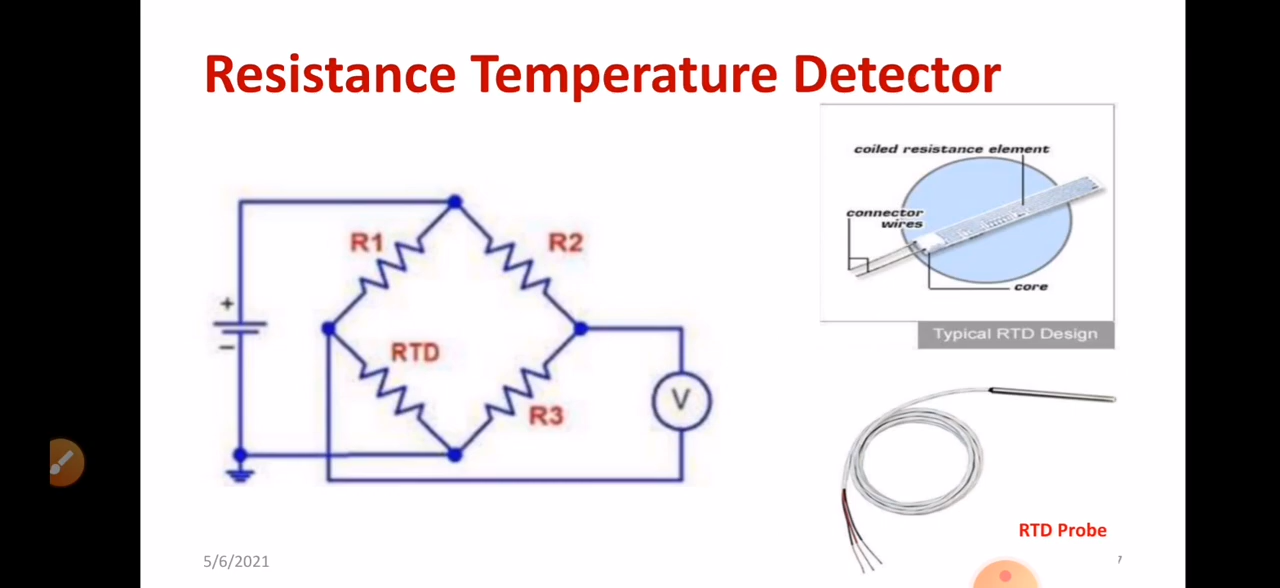 Resistance Temperature Detector
coiled resistance element
connector
wires
core
Typical RTD Design
R1
R2
+
−
RTD
R3
V
RTD Probe
5/6/2021
7